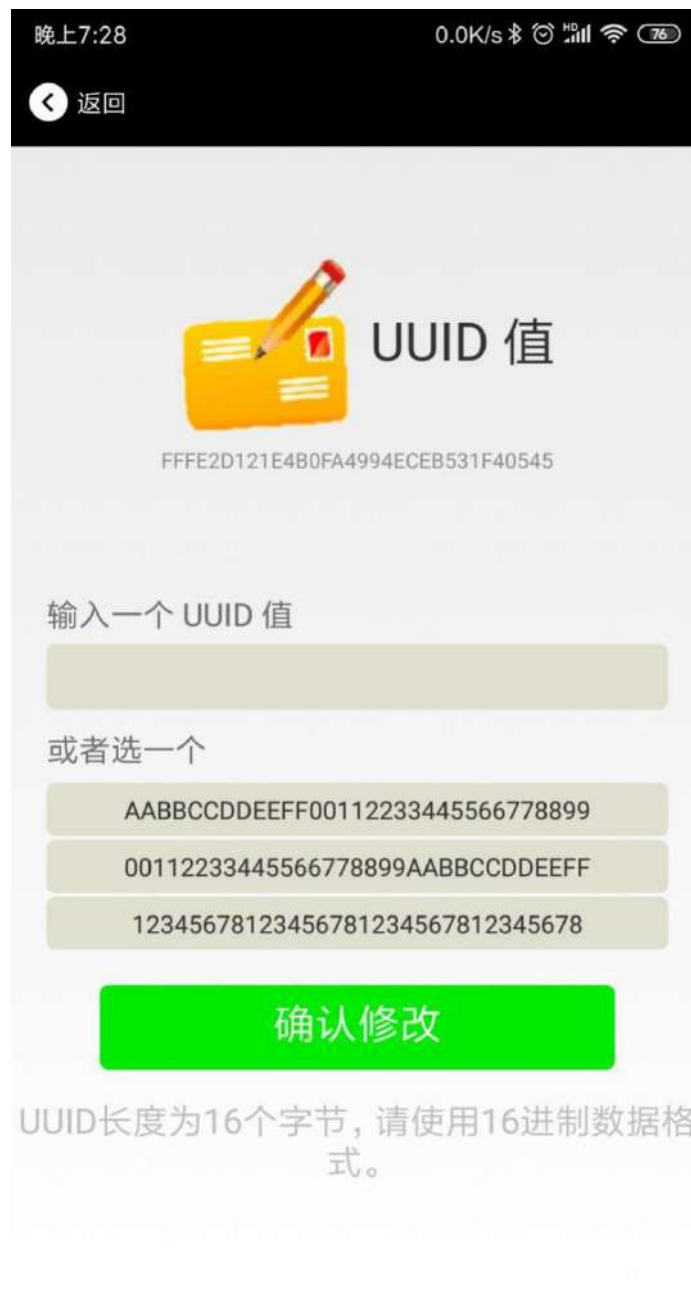 晚上7:28
0.0K/s HD 76
返回
UUID 值
FFFE2D121E4B0FA4994ECEB531F40545
输入一个 UUID 值
或者选一个
AABBCCDDEEFF00112233445566778899
00112233445566778899AABBCCDDEEFF
12345678123456781234567812345678
确认修改
UUID长度为16个字节，请使用16进制数据格
式。